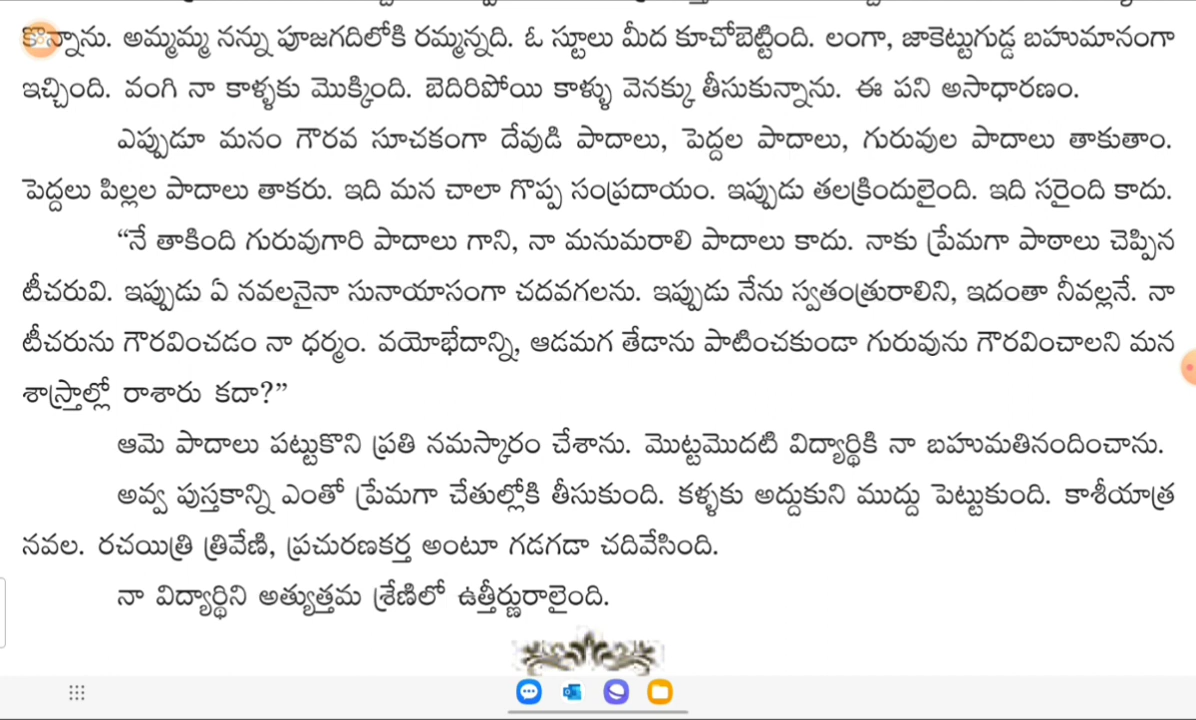 కొన్నాను. అమ్మమ్మ నన్ను పూజగదిలోకి రమ్మన్నది. ఓ స్టూలు మీద కూచోబెట్టింది. లంగా, జాకెట్టుగుడ్డ బహుమానంగా
ఇచ్చింది. వంగి నా కాళ్ళకు మొక్కింది. బెదిరిపోయి కాళ్ళు వెనక్కు తీసుకున్నాను. ఈ పని అసాధారణం.
ఎప్పుడూ మనం గౌరవ సూచకంగా దేవుడి పాదాలు, పెద్దల పాదాలు, గురువుల పాదాలు తాకుతాం.
పెద్దలు పిల్లల పాదాలు తాకరు. ఇది మన చాలా గొప్ప సంప్రదాయం. ఇప్పుడు తలక్రిందులైంది. ఇది సరైంది కాదు.
“నే తాకింది గురువుగారి పాదాలు గాని, నా మనుమరాలి పాదాలు కాదు. నాకు ప్రేమగా పాఠాలు చెప్పిన
టీచరువి. ఇప్పుడు ఏ నవలనైనా సునాయాసంగా చదవగలను. ఇప్పుడు నేను స్వతంత్రురాలిని, ఇదంతా నీవల్లనే. నా
టీచరును గౌరవించడం నా ధర్మం. వయోభేదాన్ని, ఆడమగ తేడాను పాటించకుండా గురువును గౌరవించాలని మన
శాస్త్రాల్లో రాశారు కదా?”
ఆమె పాదాలు పట్టుకొని ప్రతి నమస్కారం చేశాను. మొట్టమొదటి విద్యార్థికి నా బహుమతినందించాను.
అవ్వ పుస్తకాన్ని ఎంతో ప్రేమగా చేతుల్లోకి తీసుకుంది. కళ్ళకు అద్దుకుని ముద్దు పెట్టుకుంది. కాశీయాత్ర
నవల. రచయిత్రి త్రివేణి, ప్రచురణకర్త అంటూ గడగడా చదివేసింది.
నా విద్యార్థిని అత్యుత్తమ శ్రేణిలో ఉత్తీర్ణురాలైంది.